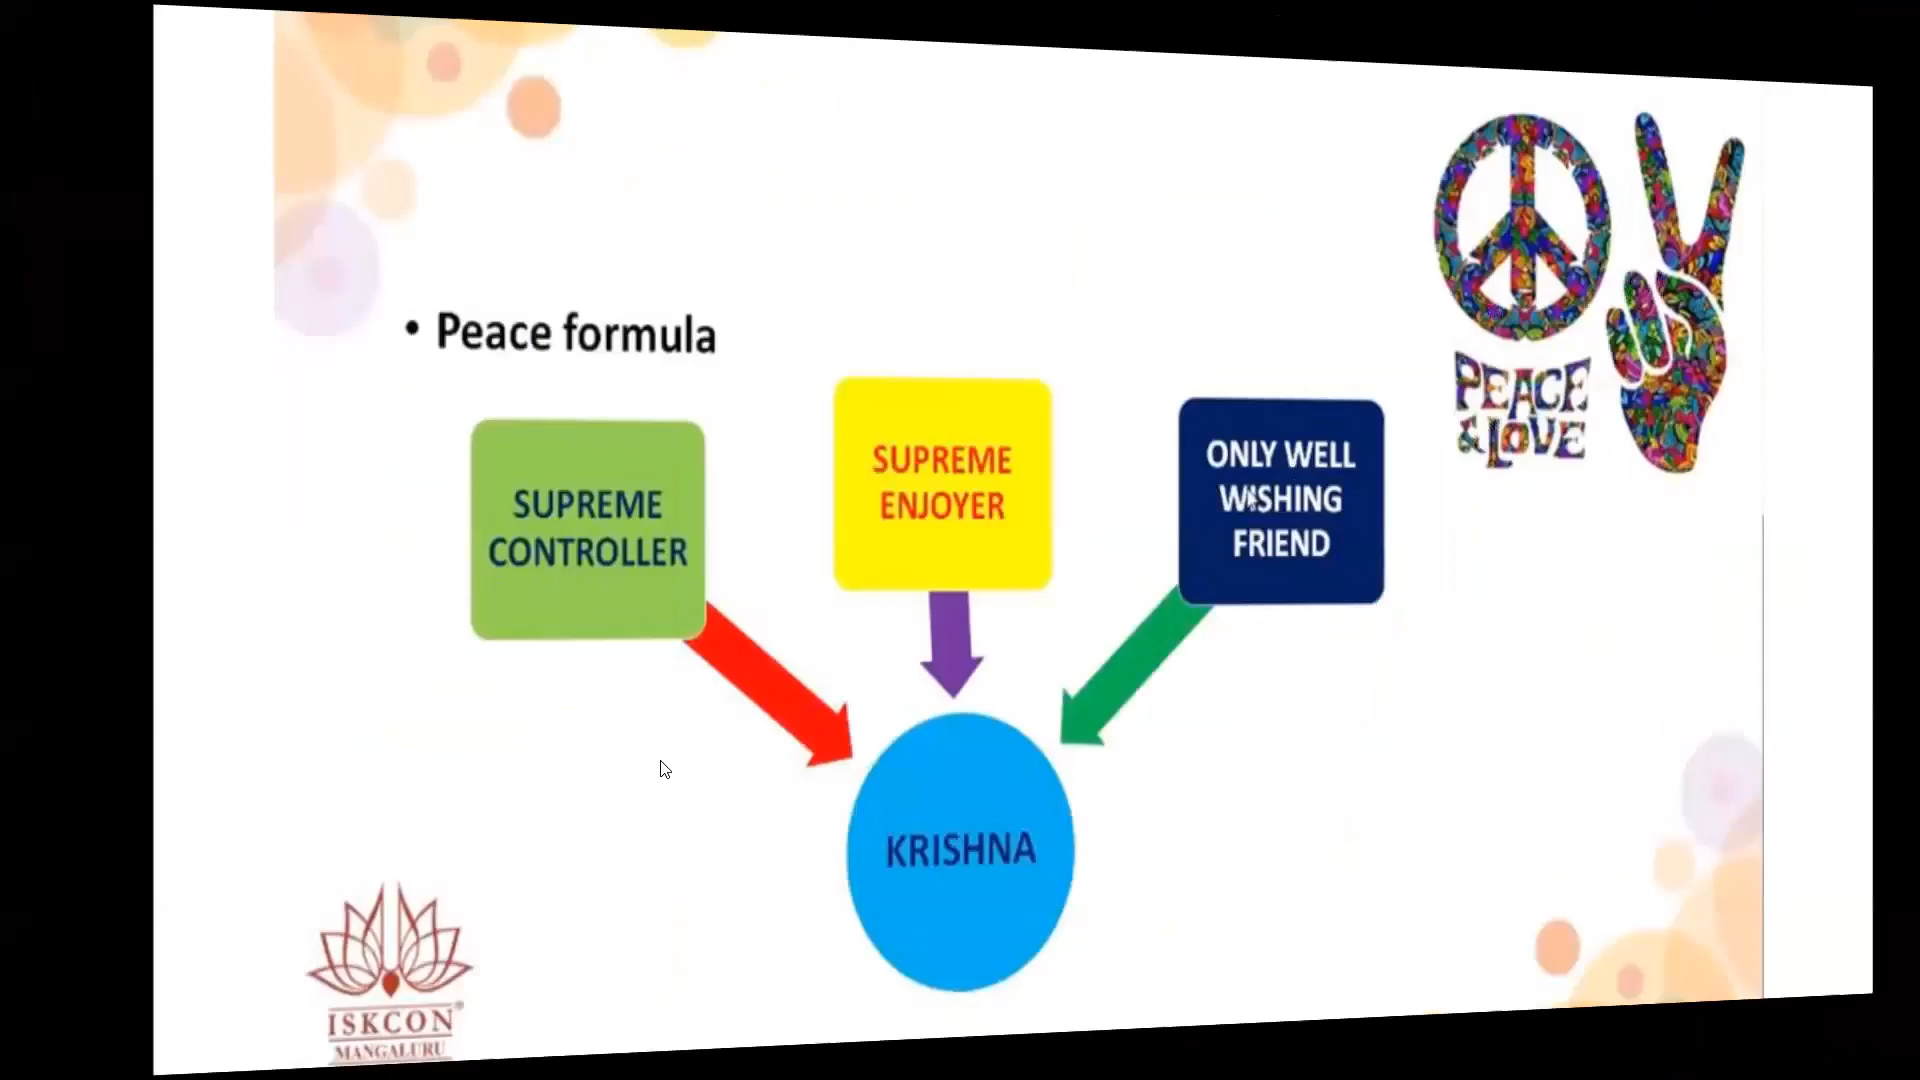 • Peace formula
PEACE
& LOVE
SUPREME
CONTROLLER
SUPREME
ENJOYER
ONLY WELL
WISHING
FRIEND
KRISHNA
ISKCON®
MANGALURU